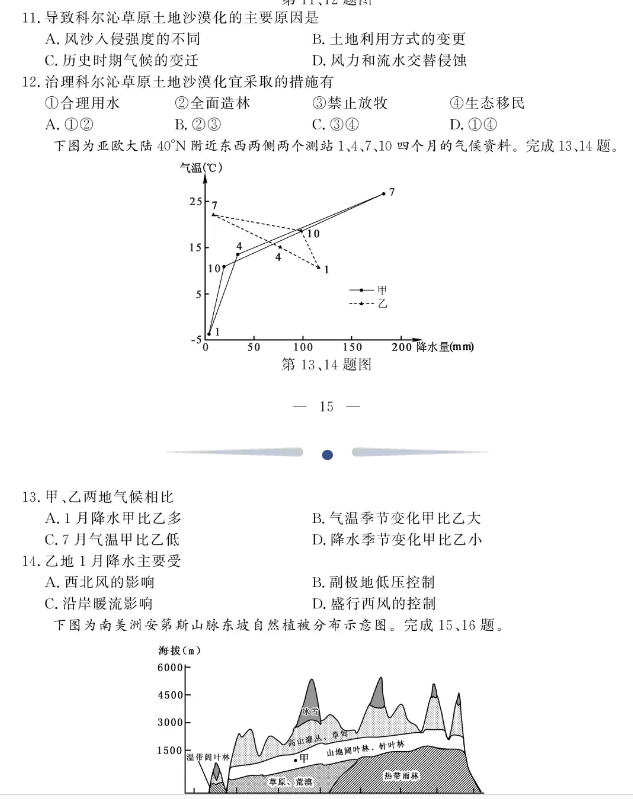 第11、12题图
11. 导致科尔沁草原土地沙漠化的主要原因是
A. 风沙入侵强度的不同 B. 土地利用方式的变更
C. 历史时期气候的变迁 D. 风力和流水交替侵蚀
12. 治理科尔沁草原土地沙漠化宜采取的措施有
①合理用水 ②全面造林 ③禁止放牧 ④生态移民
A. ①② B. ②③ C. ③④ D. ①④
下图为亚欧大陆 40°N 附近东西两侧两个测站 1、4、7、10 四个月的气候资料。完成 13、14 题。
气温(℃)
25
7
7
15
4
10
4
10
1
5
甲
乙
-5
1
0 50 100 150 200 降水量(mm)
第 13、14 题图
— 15 —
13. 甲、乙两地气候相比
A. 1 月降水甲比乙多 B. 气温季节变化甲比乙大
C. 7 月气温甲比乙低 D. 降水季节变化甲比乙小
14. 乙地 1 月降水主要受
A. 西北风的影响 B. 副极地低压控制
C. 沿岸暖流影响 D. 盛行西风的控制
下图为南美洲安第斯山脉东坡自然植被分布示意图。完成 15、16 题。
海拔(m)
6000
4500
3000
1500
冰雪
高山灌丛、草甸
山地阔叶林、针叶林
温带阔叶林
甲
草原、荒漠
热带雨林